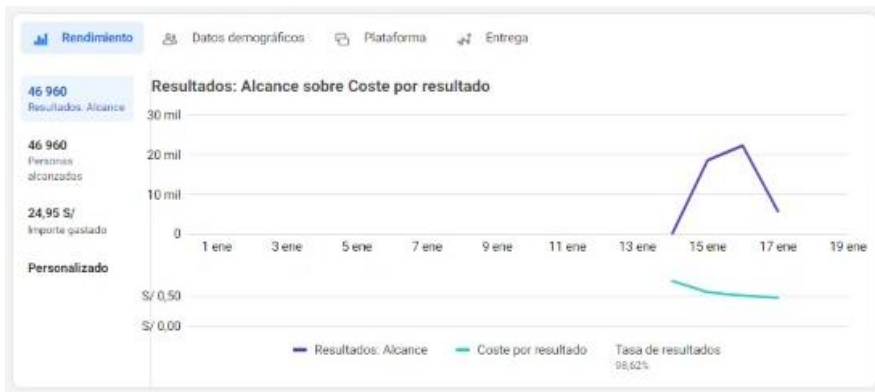 Rendimiento
Datos demográficos
Plataforma
Entrega
46 960
Resultados: Alcance
46 960
Personas
alcanzadas
24,95 S/
Importe gastado
Personalizado
Resultados: Alcance sobre Coste por resultado
30 mil
20 mil
10 mil
0
1 ene 3 ene 5 ene 7 ene 9 ene 11 ene 13 ene 15 ene 17 ene 19 ene
S/ 0,50
S/ 0,00
Resultados: Alcance Coste por resultado Tasa de resultados
98,62%